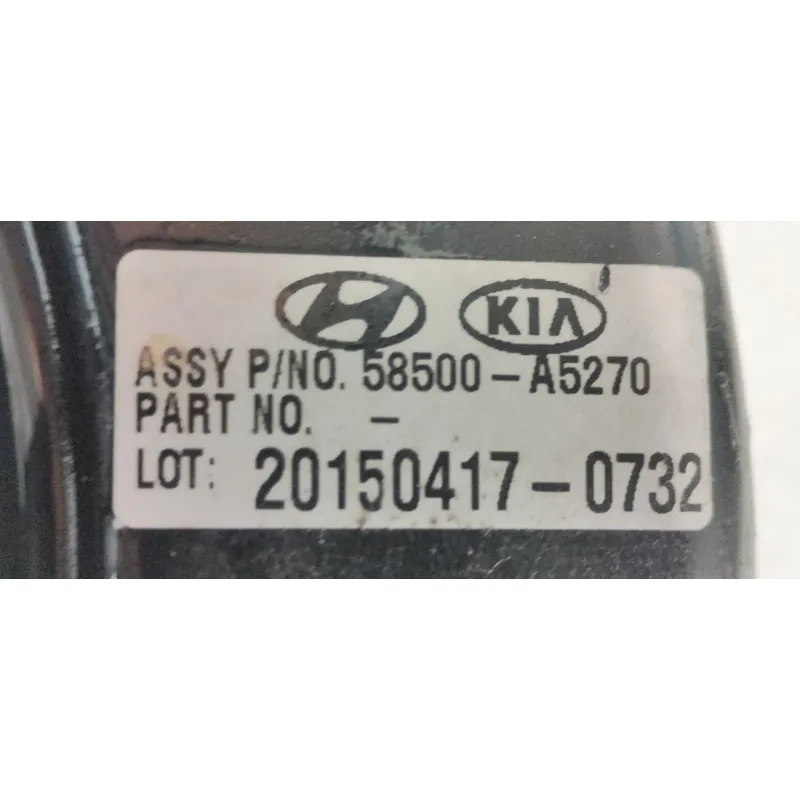 KIA
ASSY P/NO. 58500-A5270
PART NO. -
LOT: 20150417-0732